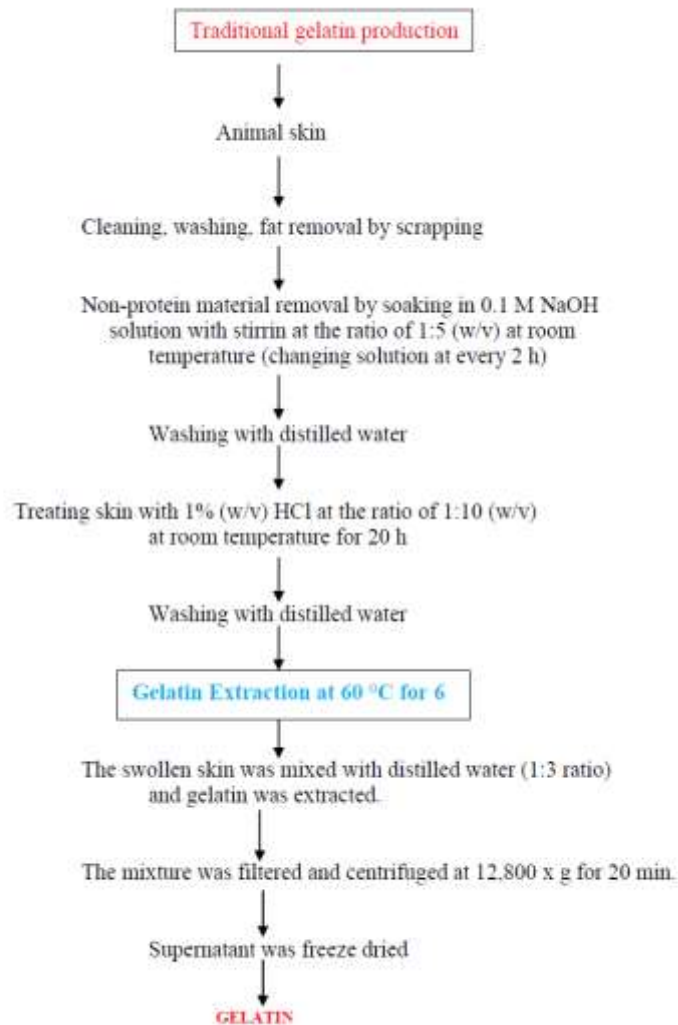 Traditional gelatin production
Animal skin
Cleaning, washing, fat removal by scrapping
Non-protein material removal by soaking in 0.1 M NaOH
solution with stirrin at the ratio of 1:5 (w/v) at room
temperature (changing solution at every 2 h)
Washing with distilled water
Treating skin with 1% (w/v) HCl at the ratio of 1:10 (w/v)
at room temperature for 20 h
Washing with distilled water
Gelatin Extraction at 60 °C for 6
The swollen skin was mixed with distilled water (1:3 ratio)
and gelatin was extracted.
The mixture was filtered and centrifuged at 12,800 x g for 20 min.
Supernatant was freeze dried
GELATIN